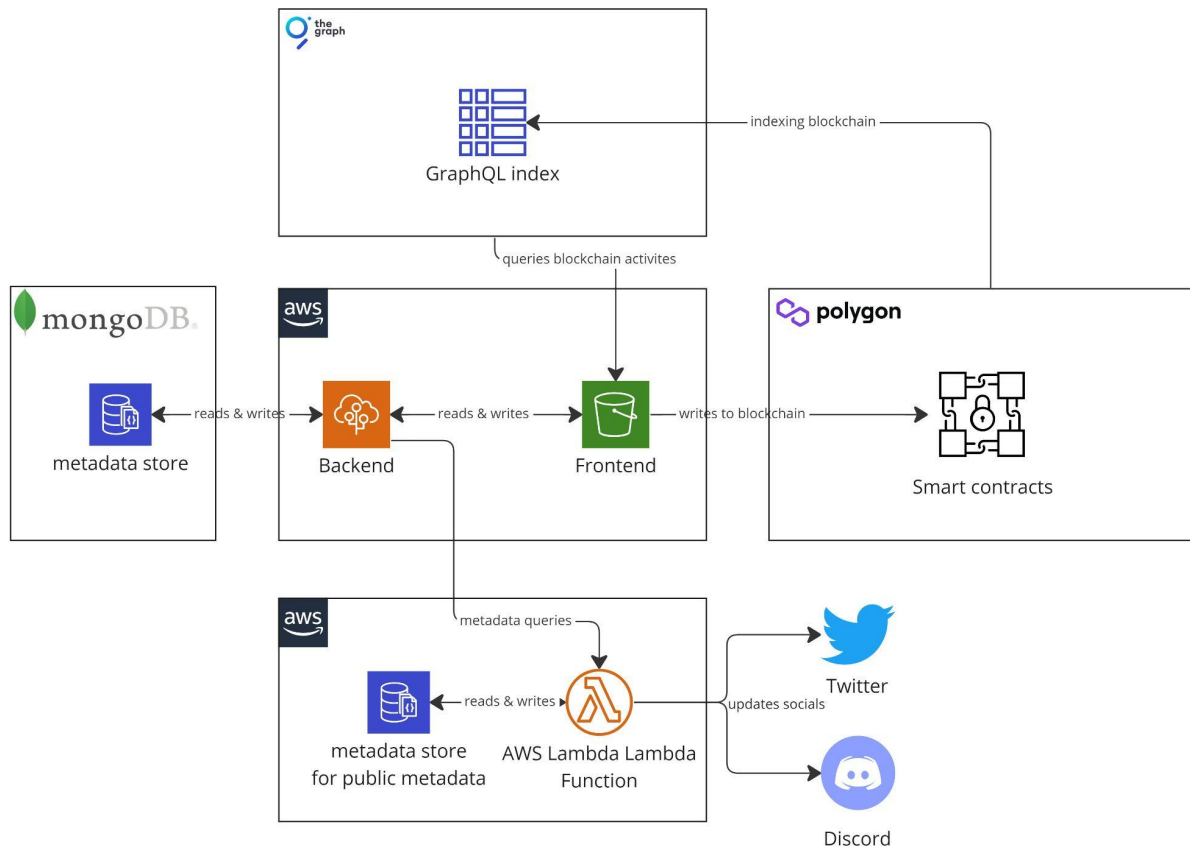 the
graph
indexing blockchain
GraphQL index
queries blockchain activites
mongoDB.
aws
polygon
reads & writes
reads & writes
writes to blockchain
metadata store
Backend
Frontend
Smart contracts
aws
metadata queries
reads & writes
Twitter
updates socials
metadata store
for public metadata
AWS Lambda Lambda
Function
Discord